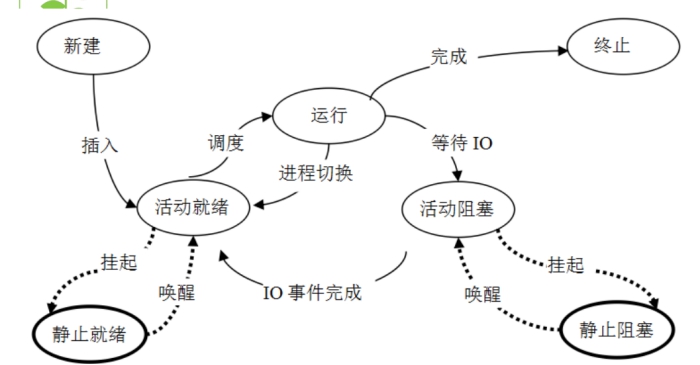 新建
终止
完成
运行
插入
调度
等待 IO
进程切换
活动就绪
活动阻塞
挂起
挂起
唤醒
IO 事件完成
唤醒
静止就绪
静止阻塞